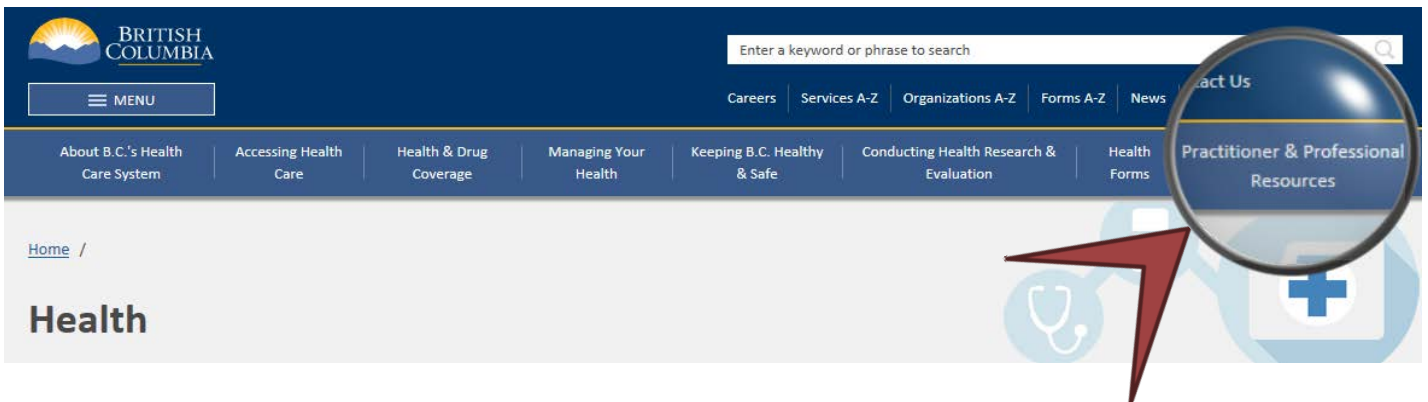 BRITISH
COLUMBIA
Enter a keyword or phrase to search
MENU
Careers Services A-Z Organizations A-Z Forms A-Z News tact Us
About B.C.'s Health
Care System
Accessing Health
Care
Health & Drug
Coverage
Managing Your
Health
Keeping B.C. Healthy
& Safe
Conducting Health Research &
Evaluation
Health
Forms
Practitioner & Professional
Resources
Home /
Health